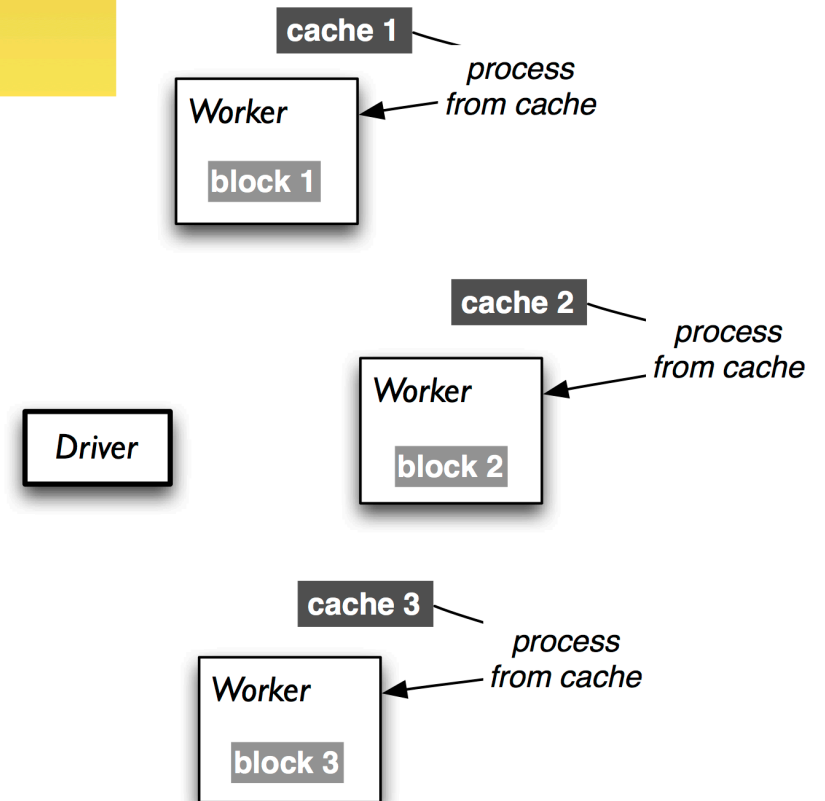 cache 1
process
from cache
Worker
block 1
cache 2
process
from cache
Worker
block 2
Driver
cache 3
process
from cache
Worker
block 3